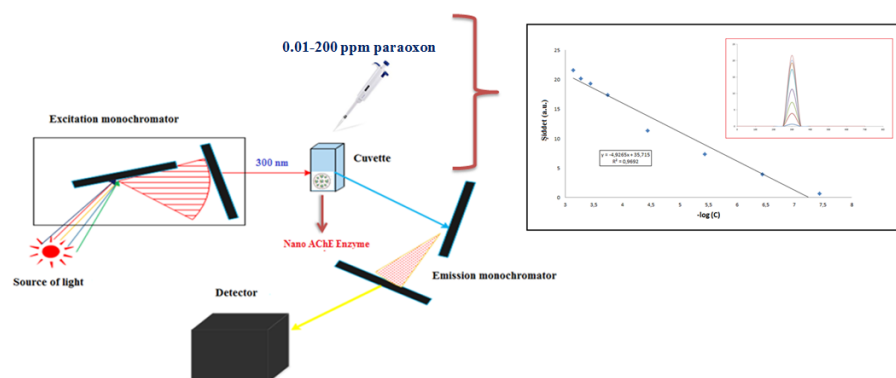 0.01-200 ppm paraoxon
Excitation monochromator
300 nm
Cuvette
Nano AChE Enzyme
Source of light
Emission monochromator
Detector
Şiddet (a.u.)
25
20
15
10
5
0
y = -4,9265x + 35,715
R² = 0,9692
3 3,5 4 4,5 5 5,5 6 6,5 7 7,5 8
-log (C)